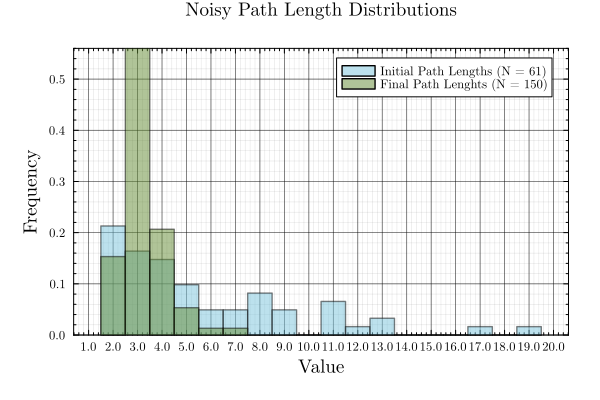 Noisy Path Length Distributions
Initial Path Lengths (N = 61)
Final Path Lenghts (N = 150)
Frequency
0.5
0.4
0.3
0.2
0.1
0.0
1.0 2.0 3.0 4.0 5.0 6.0 7.0 8.0 9.0 10.0 11.0 12.0 13.0 14.0 15.0 16.0 17.0 18.0 19.0 20.0
Value